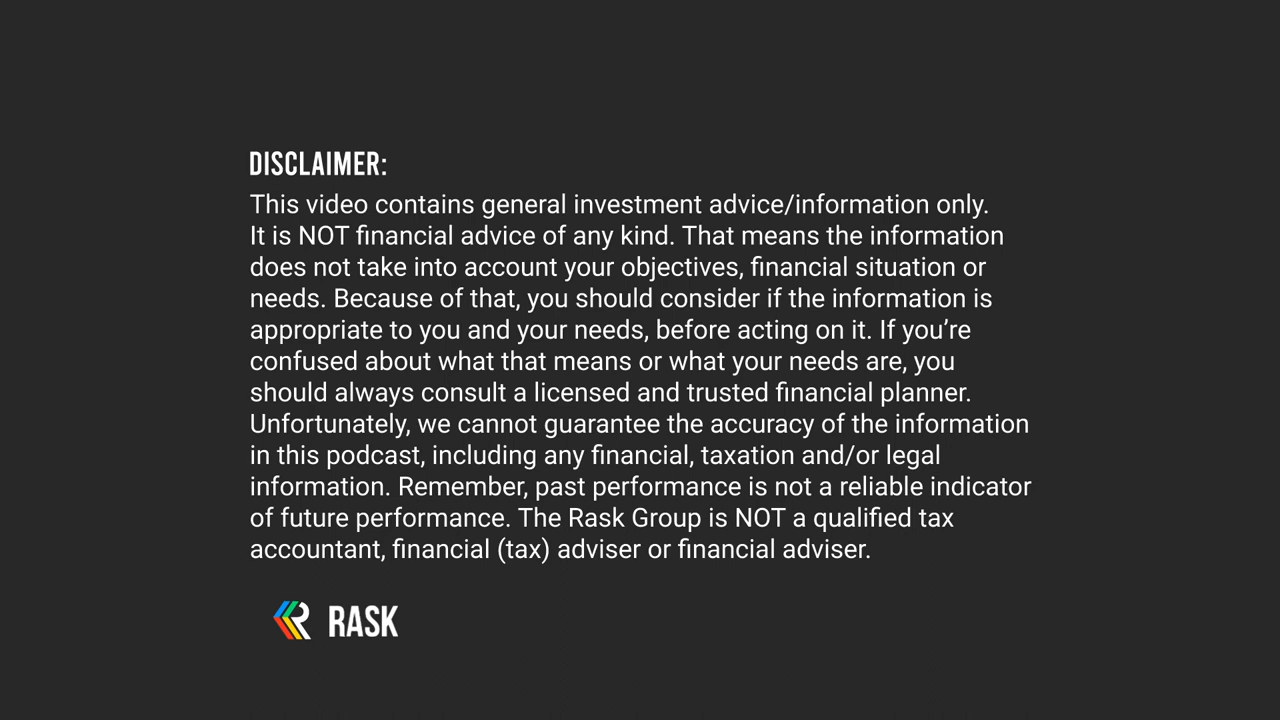 DISCLAIMER:
This video contains general investment advice/information only.
It is NOT financial advice of any kind. That means the information
does not take into account your objectives, financial situation or
needs. Because of that, you should consider if the information is
appropriate to you and your needs, before acting on it. If you’re
confused about what that means or what your needs are, you
should always consult a licensed and trusted financial planner.
Unfortunately, we cannot guarantee the accuracy of the information
in this podcast, including any financial, taxation and/or legal
information. Remember, past performance is not a reliable indicator
of future performance. The Rask Group is NOT a qualified tax
accountant, financial (tax) adviser or financial adviser.
RASK